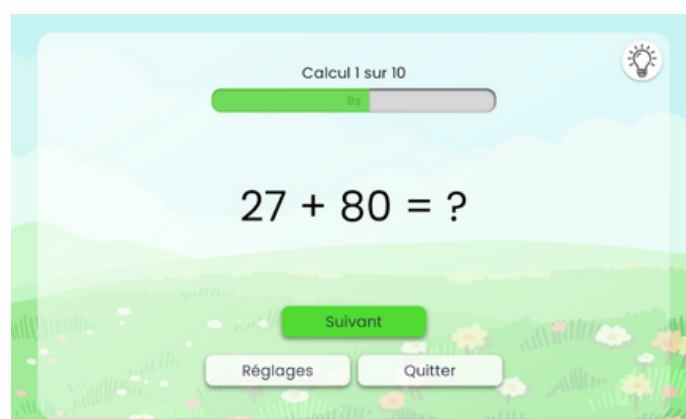 Calcul 1 sur 10
9s
27 + 80 = ?
Suivant
Réglages
Quitter